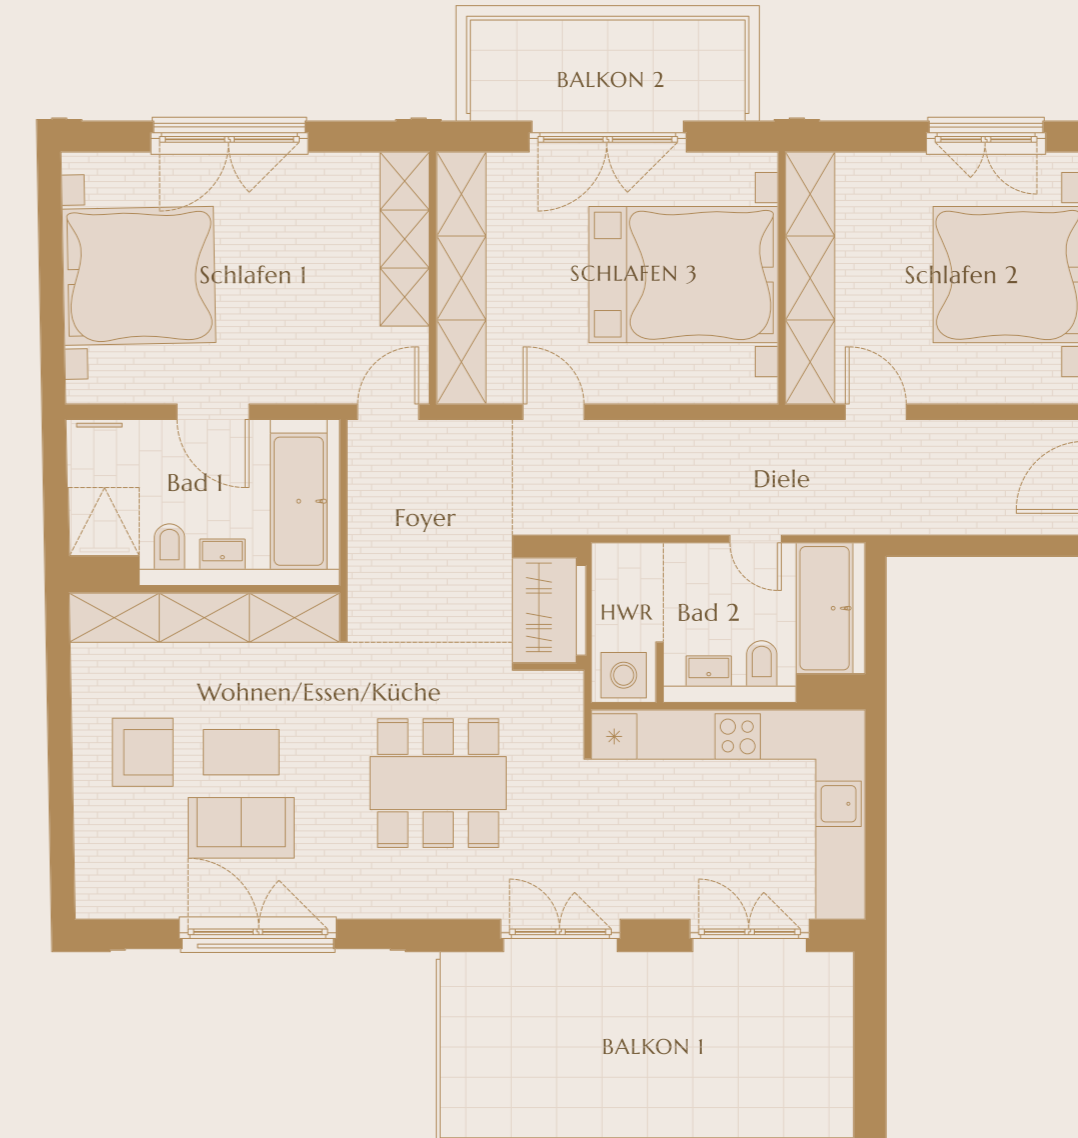 BALKON 2
Schlafen 1
SCHLAFEN 3
Schlafen 2
Bad 1
Diele
Foyer
HWR
Bad 2
Wohnen/Essen/Küche
BALKON 1